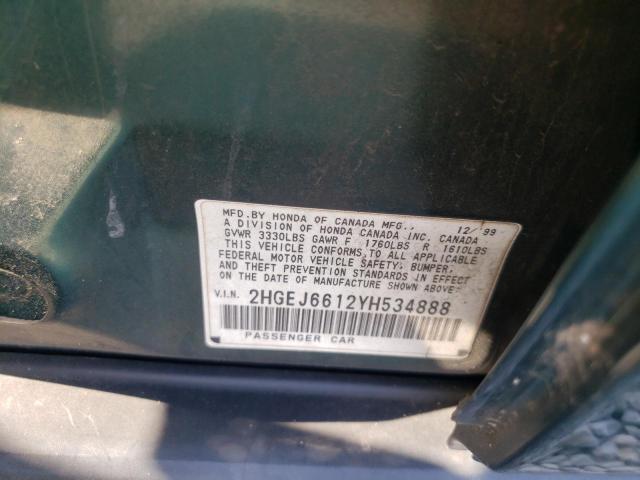 MFD.BY HONDA OF CANADA MFG., 12/99
A DIVISION OF HONDA CANADA INC. CANADA
GVWR 3330LBS GAWR F 1760LBS R 1610LBS
THIS VEHICLE CONFORMS TO ALL APPLICABLE
FEDERAL MOTOR VEHICLE SAFETY, BUMPER,
AND THEFT PREVENTION STANDARDS IN EFFECT
ON THE DATE OF MANUFACTURE SHOWN ABOVE.
V.I.N. 2HGEJ6612YH534888
PASSENGER CAR